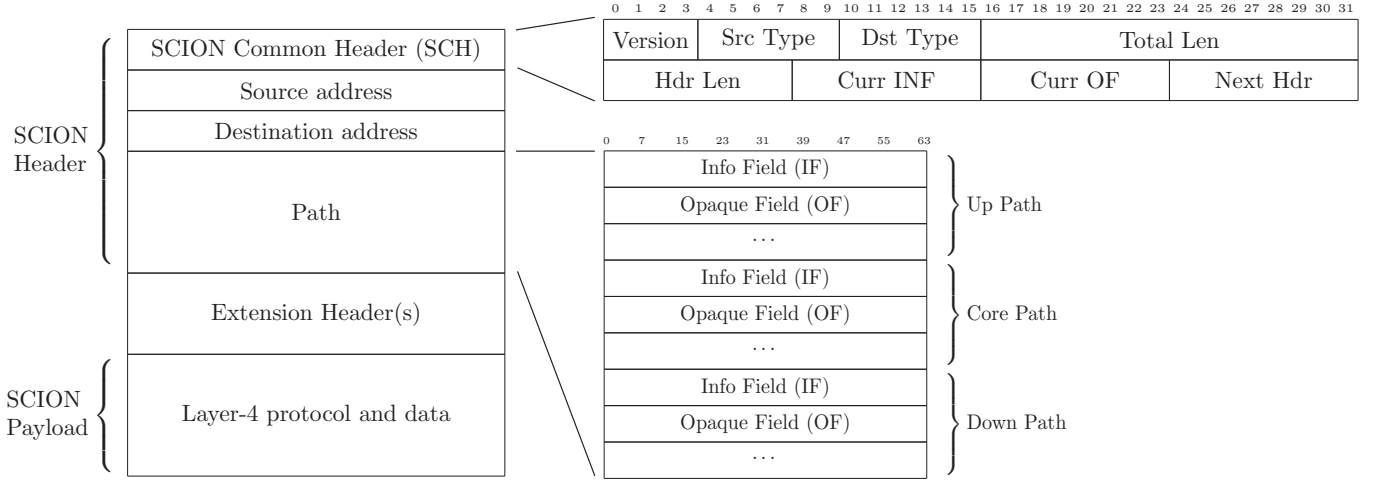 0 1 2 3 4 5 6 7 8 9 10 11 12 13 14 15 16 17 18 19 20 21 22 23 24 25 26 27 28 29 30 31
Version Src Type Dst Type Total Len
Hdr Len Curr INF Curr OF Next Hdr
SCION
Header
SCION Common Header (SCH)
Source address
Destination address
Path
Extension Header(s)
SCION
Payload
Layer-4 protocol and data
0 7 15 23 31 39 47 55 63
Info Field (IF)
Opaque Field (OF)
...
Up Path
Info Field (IF)
Opaque Field (OF)
...
Core Path
Info Field (IF)
Opaque Field (OF)
...
Down Path